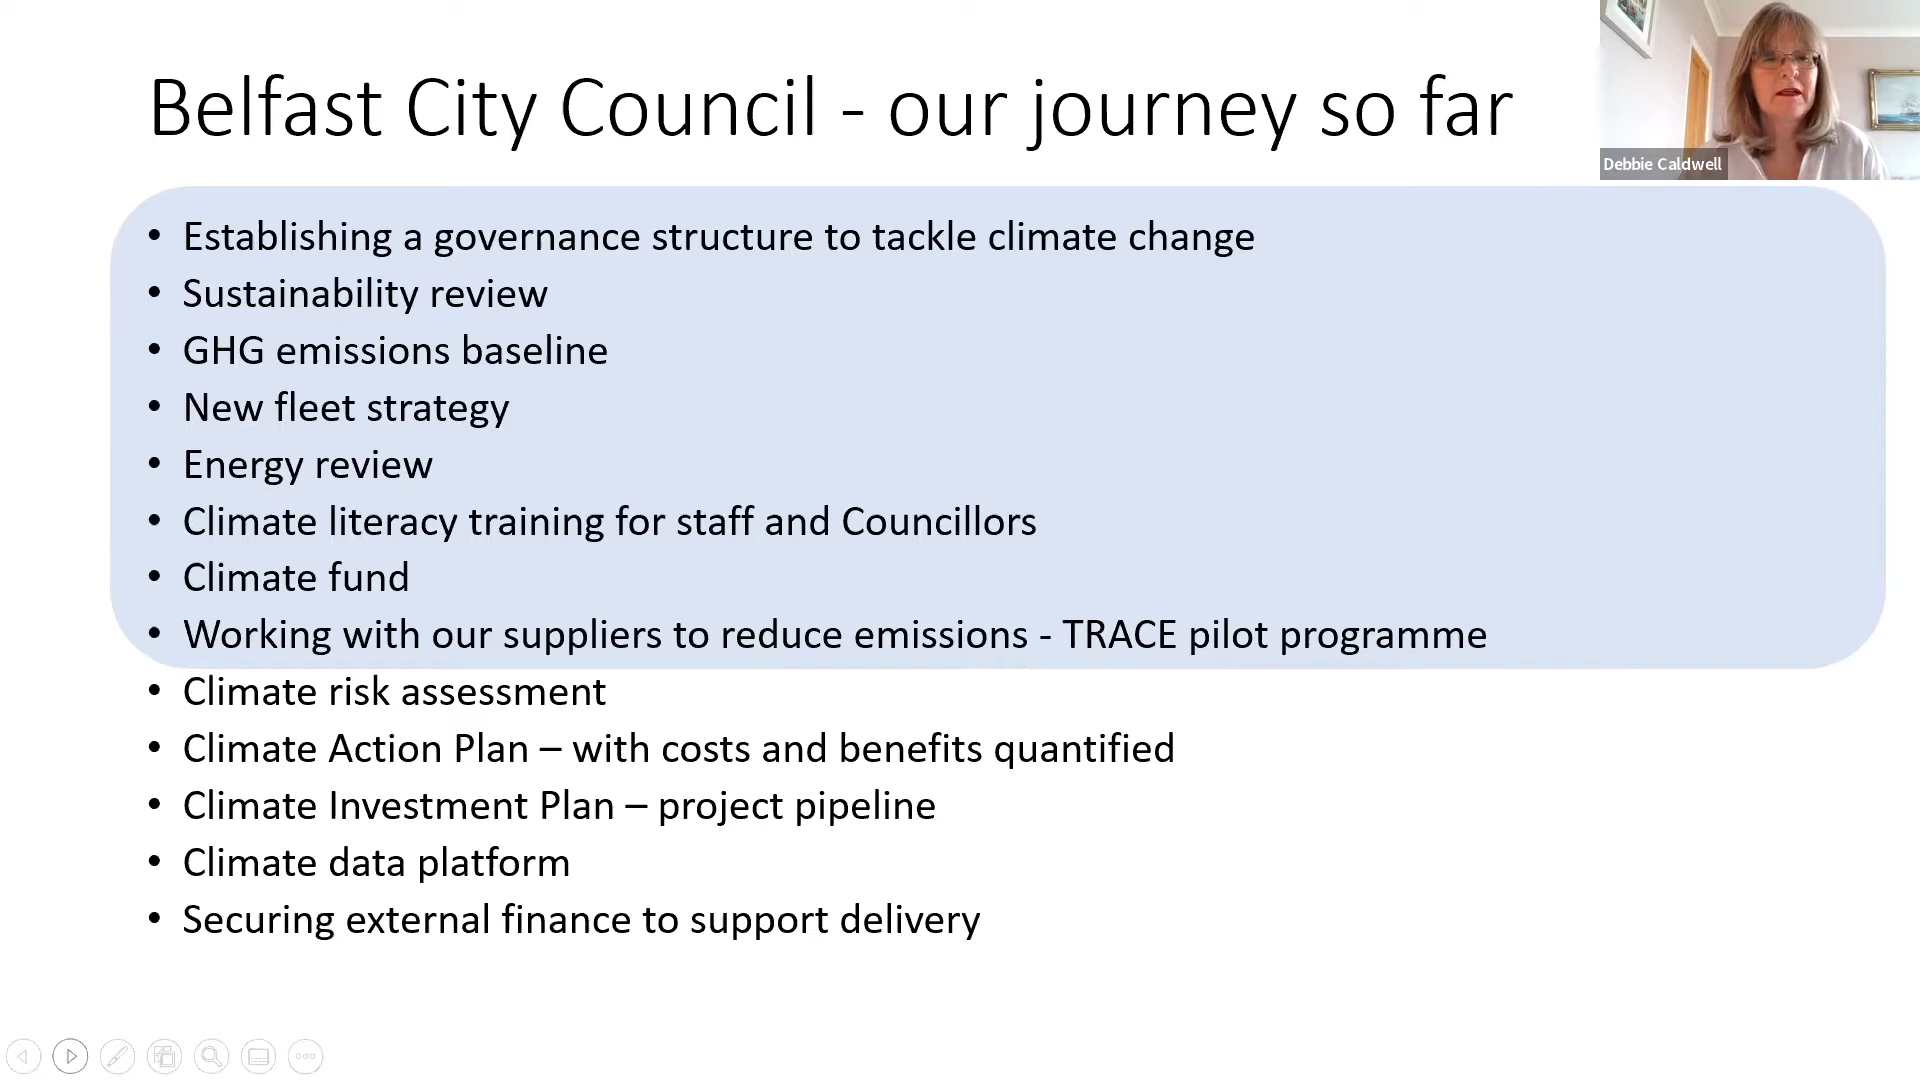 Belfast City Council - our journey so far
Debbie Caldwell
• Establishing a governance structure to tackle climate change
• Sustainability review
• GHG emissions baseline
• New fleet strategy
• Energy review
• Climate literacy training for staff and Councillors
• Climate fund
• Working with our suppliers to reduce emissions - TRACE pilot programme
• Climate risk assessment
• Climate Action Plan – with costs and benefits quantified
• Climate Investment Plan – project pipeline
• Climate data platform
• Securing external finance to support delivery